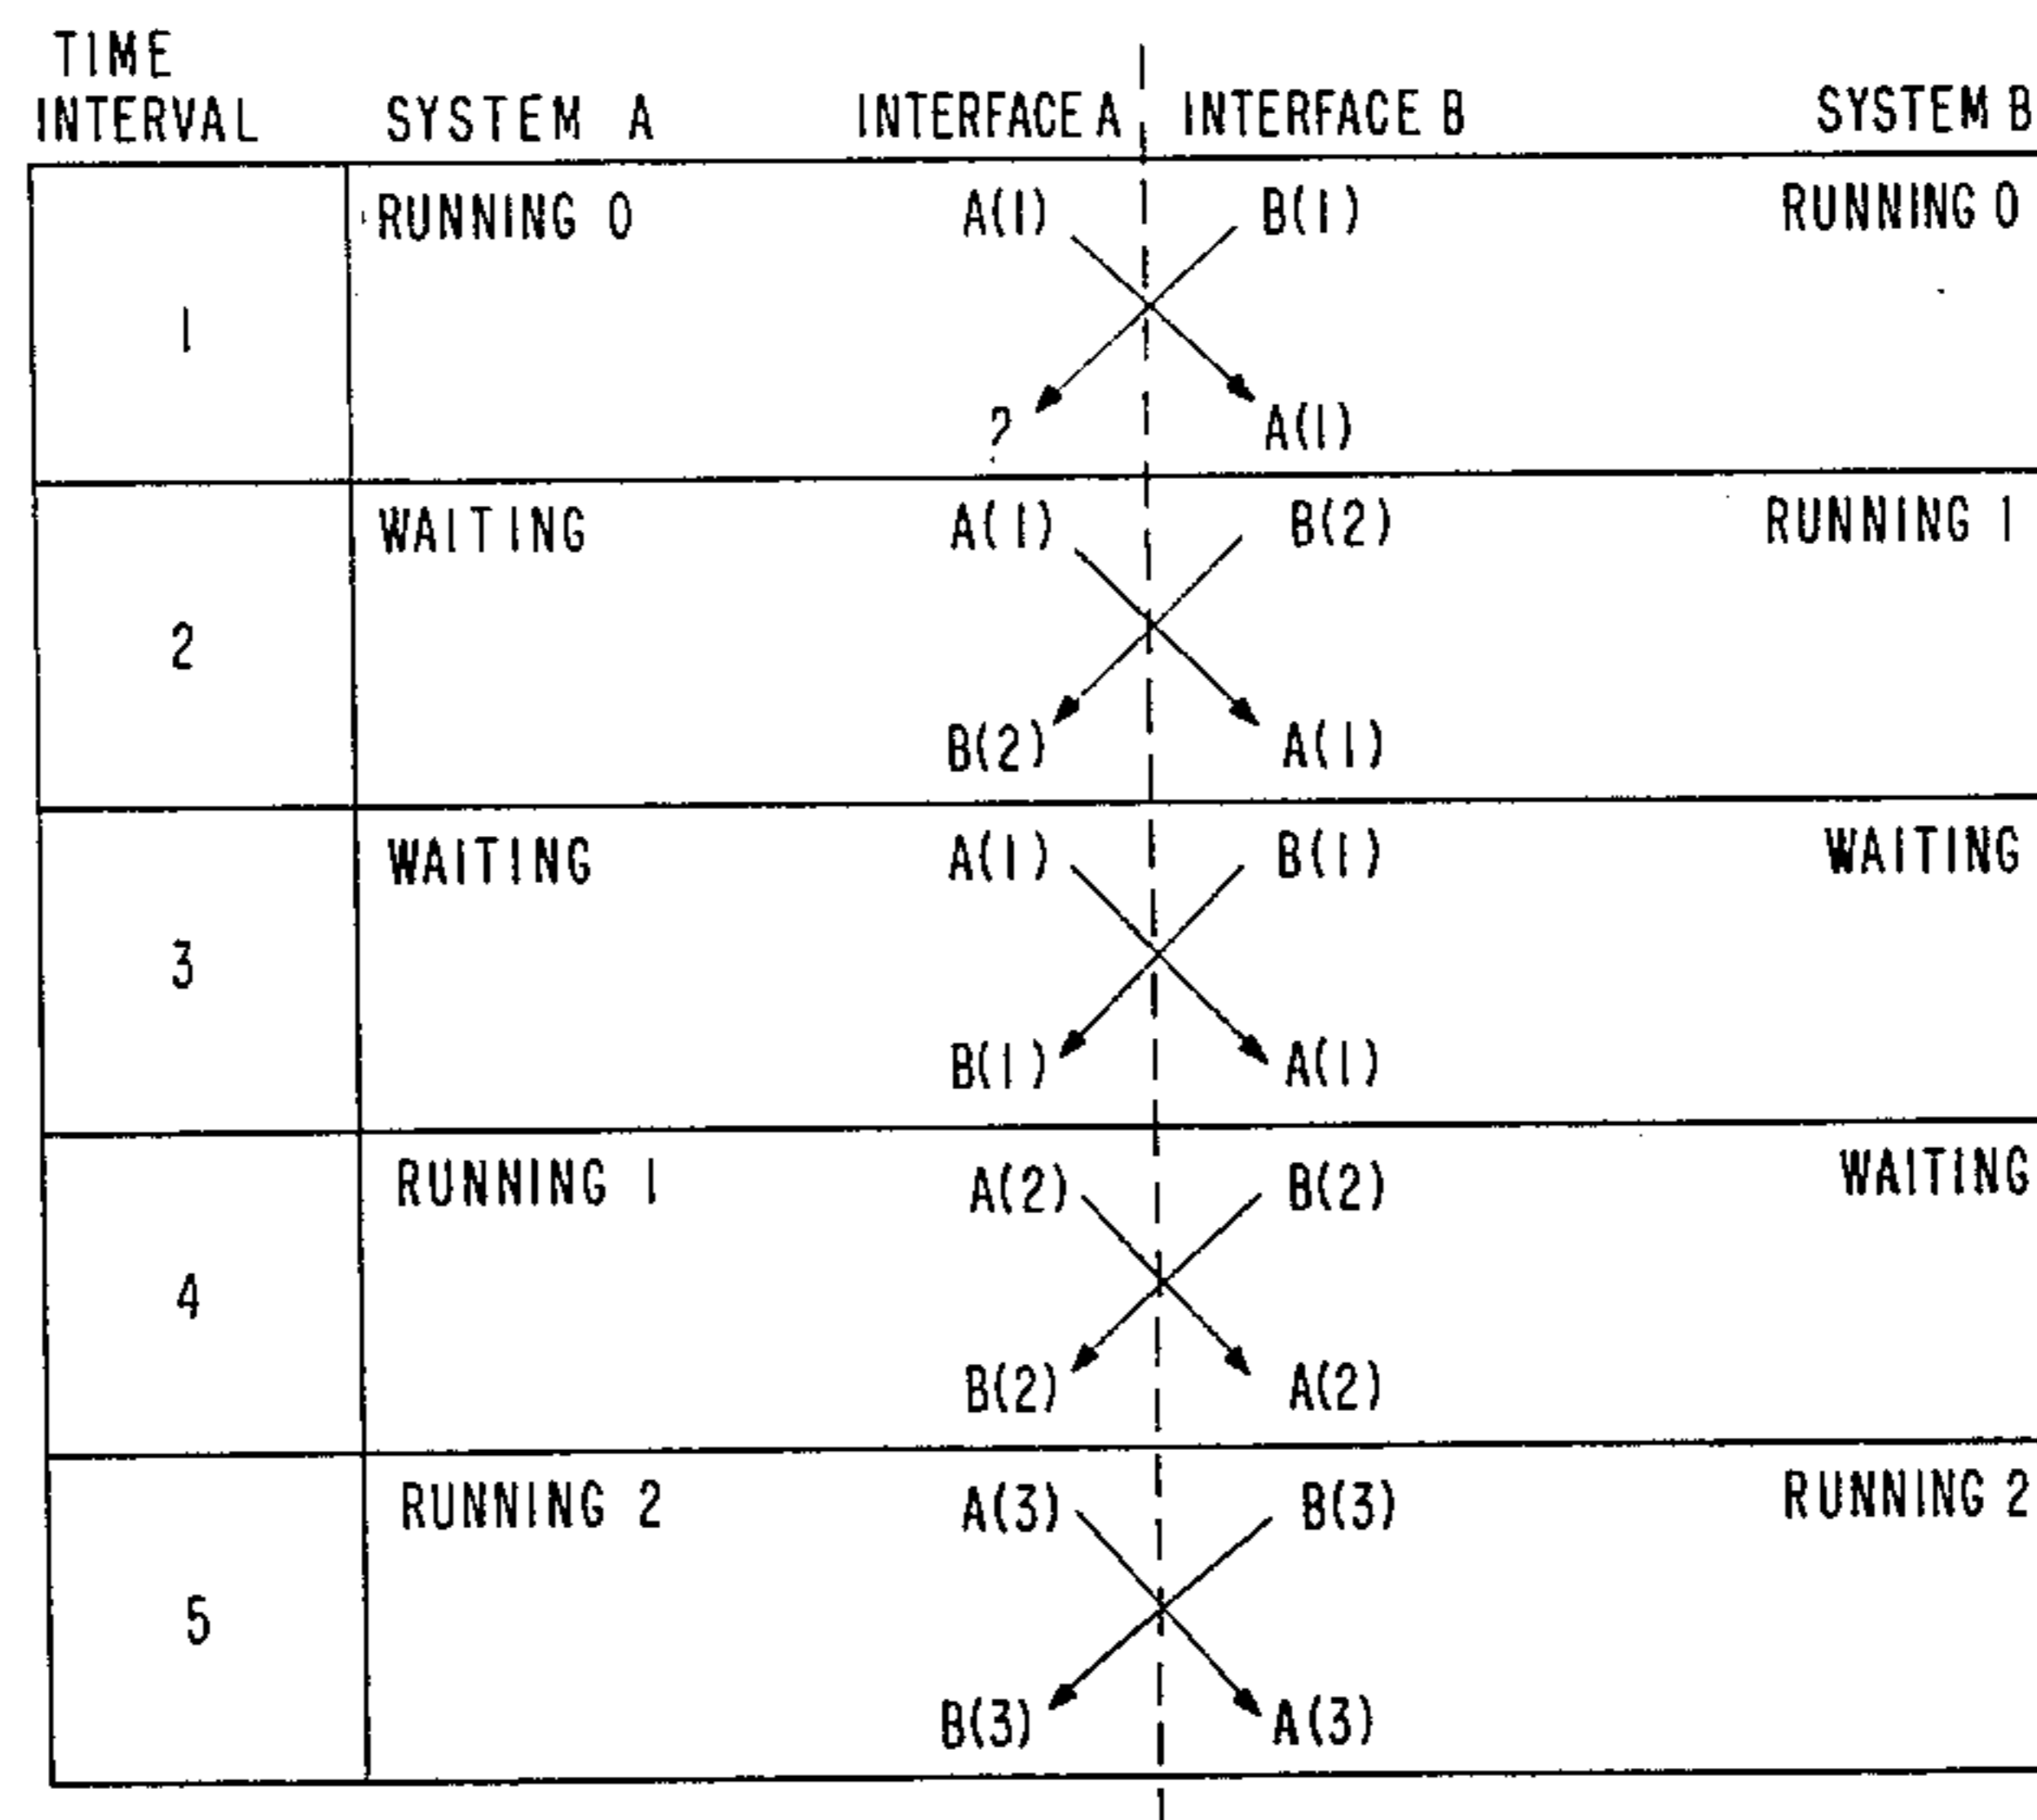 TIME
INTERVAL SYSTEM A INTERFACE A INTERFACE B SYSTEM B
RUNNING 0 A(1) B(1) RUNNING 0
1
? A(1)
WAITING A(1) B(2) RUNNING 1
2
B(2) A(1)
WAITING A(1) B(1) WAITING
3
B(1) A(1)
RUNNING 1 A(2) B(2) WAITING
4
B(2) A(2)
RUNNING 2 A(3) B(3) RUNNING 2
5
B(3) A(3)